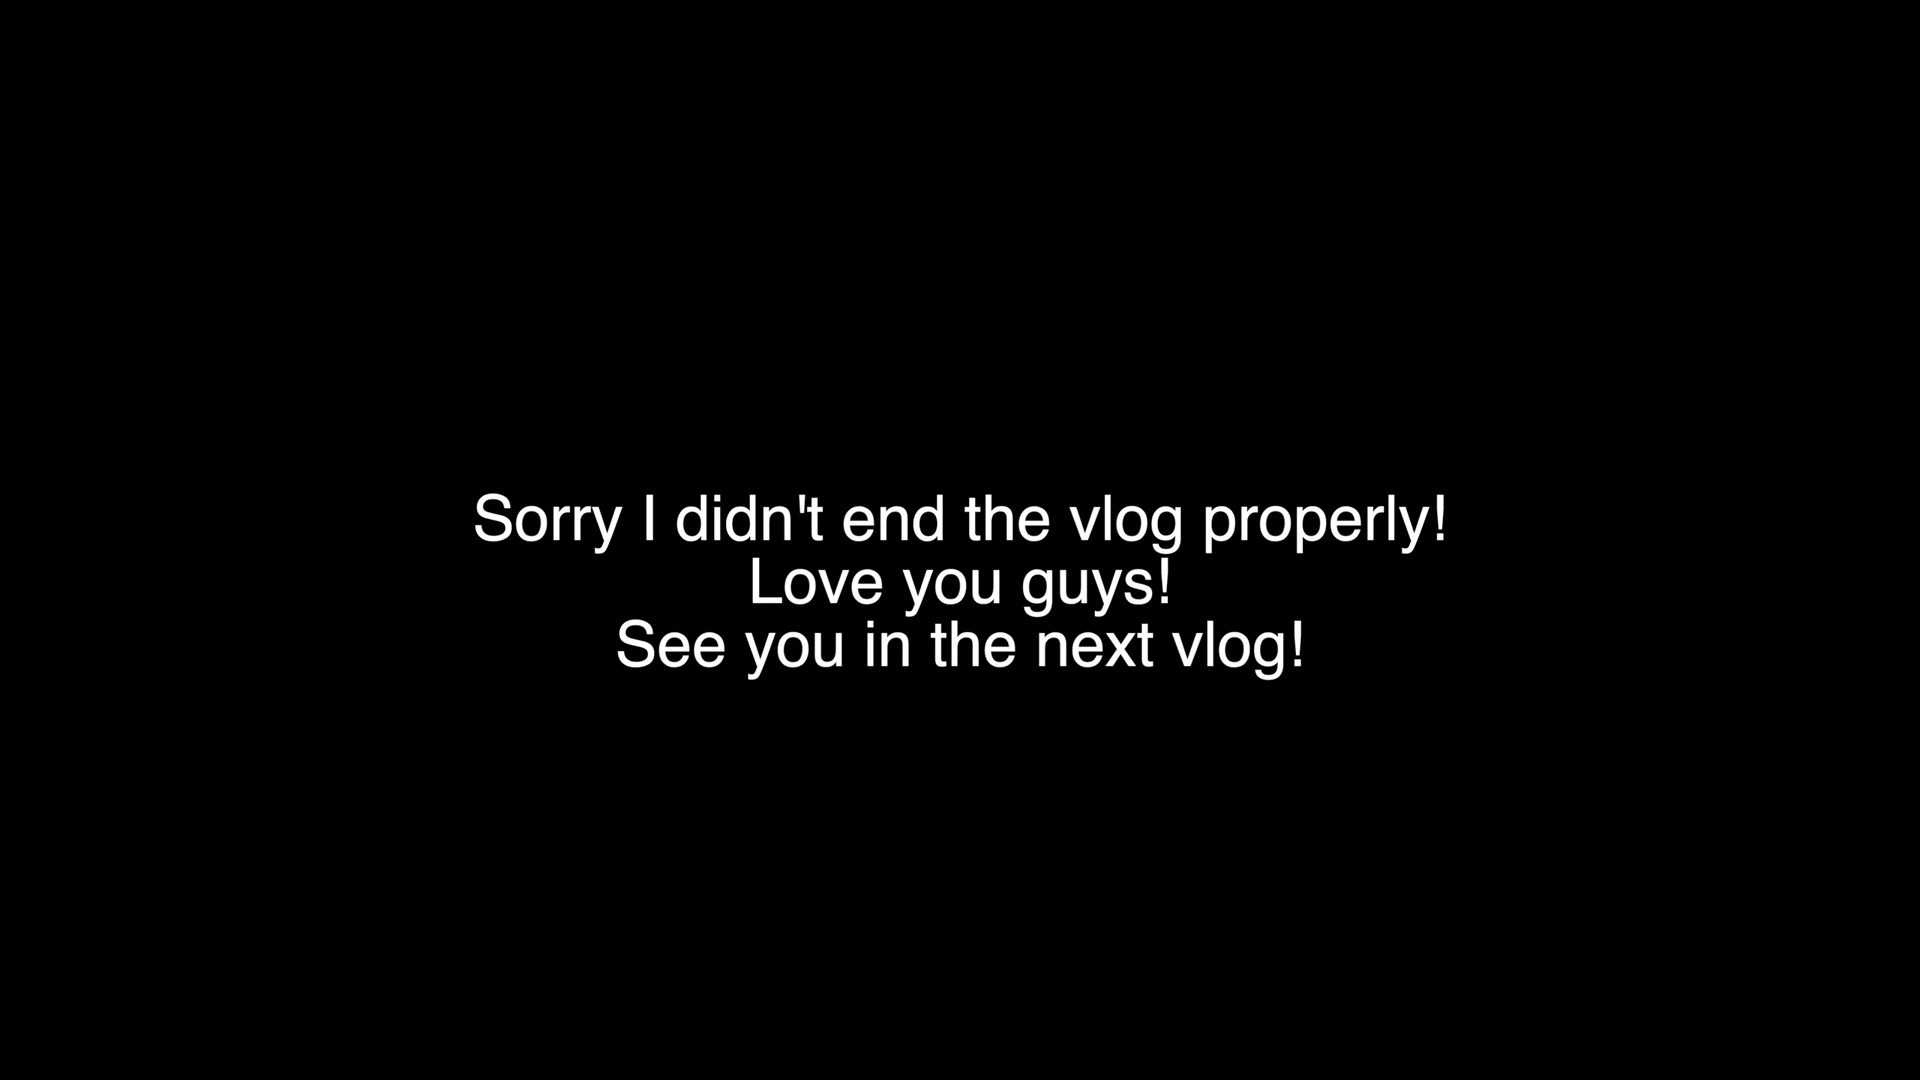 Sorry I didn't end the vlog properly!
Love you guys!
See you in the next vlog!